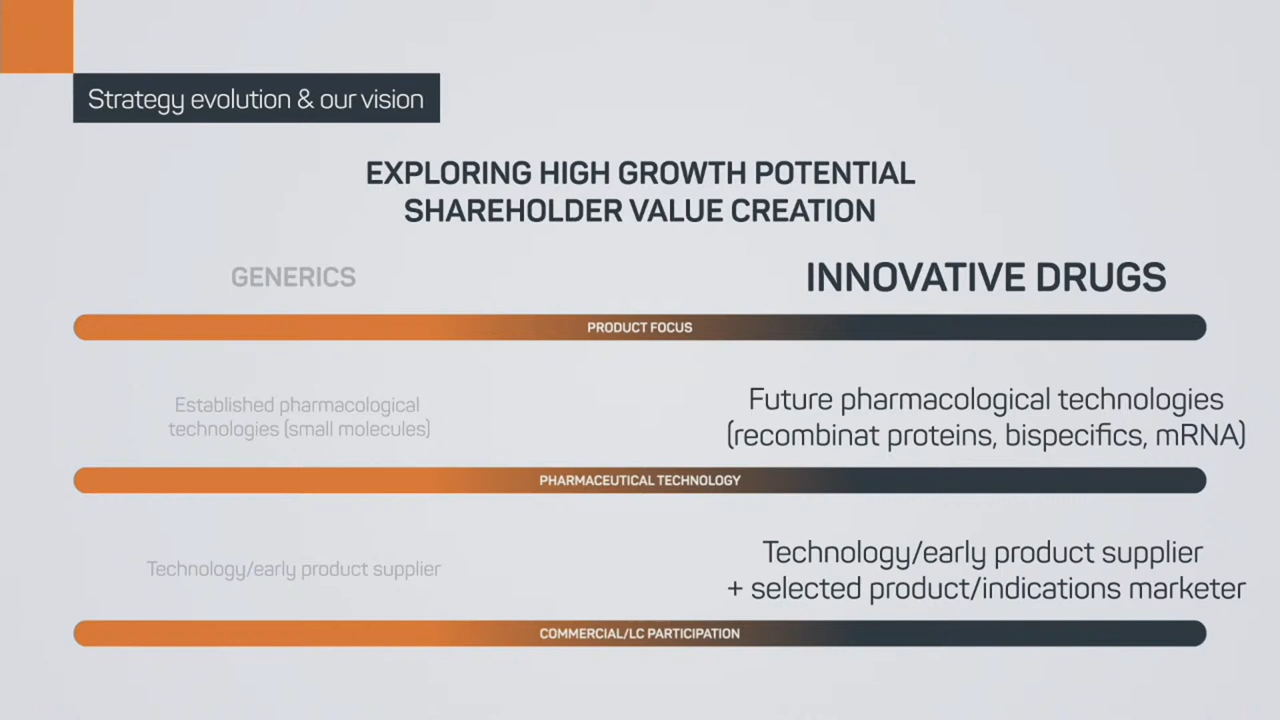 Strategy evolution & our vision
EXPLORING HIGH GROWTH POTENTIAL
SHAREHOLDER VALUE CREATION
GENERICS
INNOVATIVE DRUGS
PRODUCT FOCUS
Established pharmacological
technologies (small molecules)
Future pharmacological technologies
(recombinat proteins, bispecifics, mRNA)
PHARMACEUTICAL TECHNOLOGY
Technology/early product supplier
Technology/early product supplier
+ selected product/indications marketer
COMMERCIAL/LC PARTICIPATION